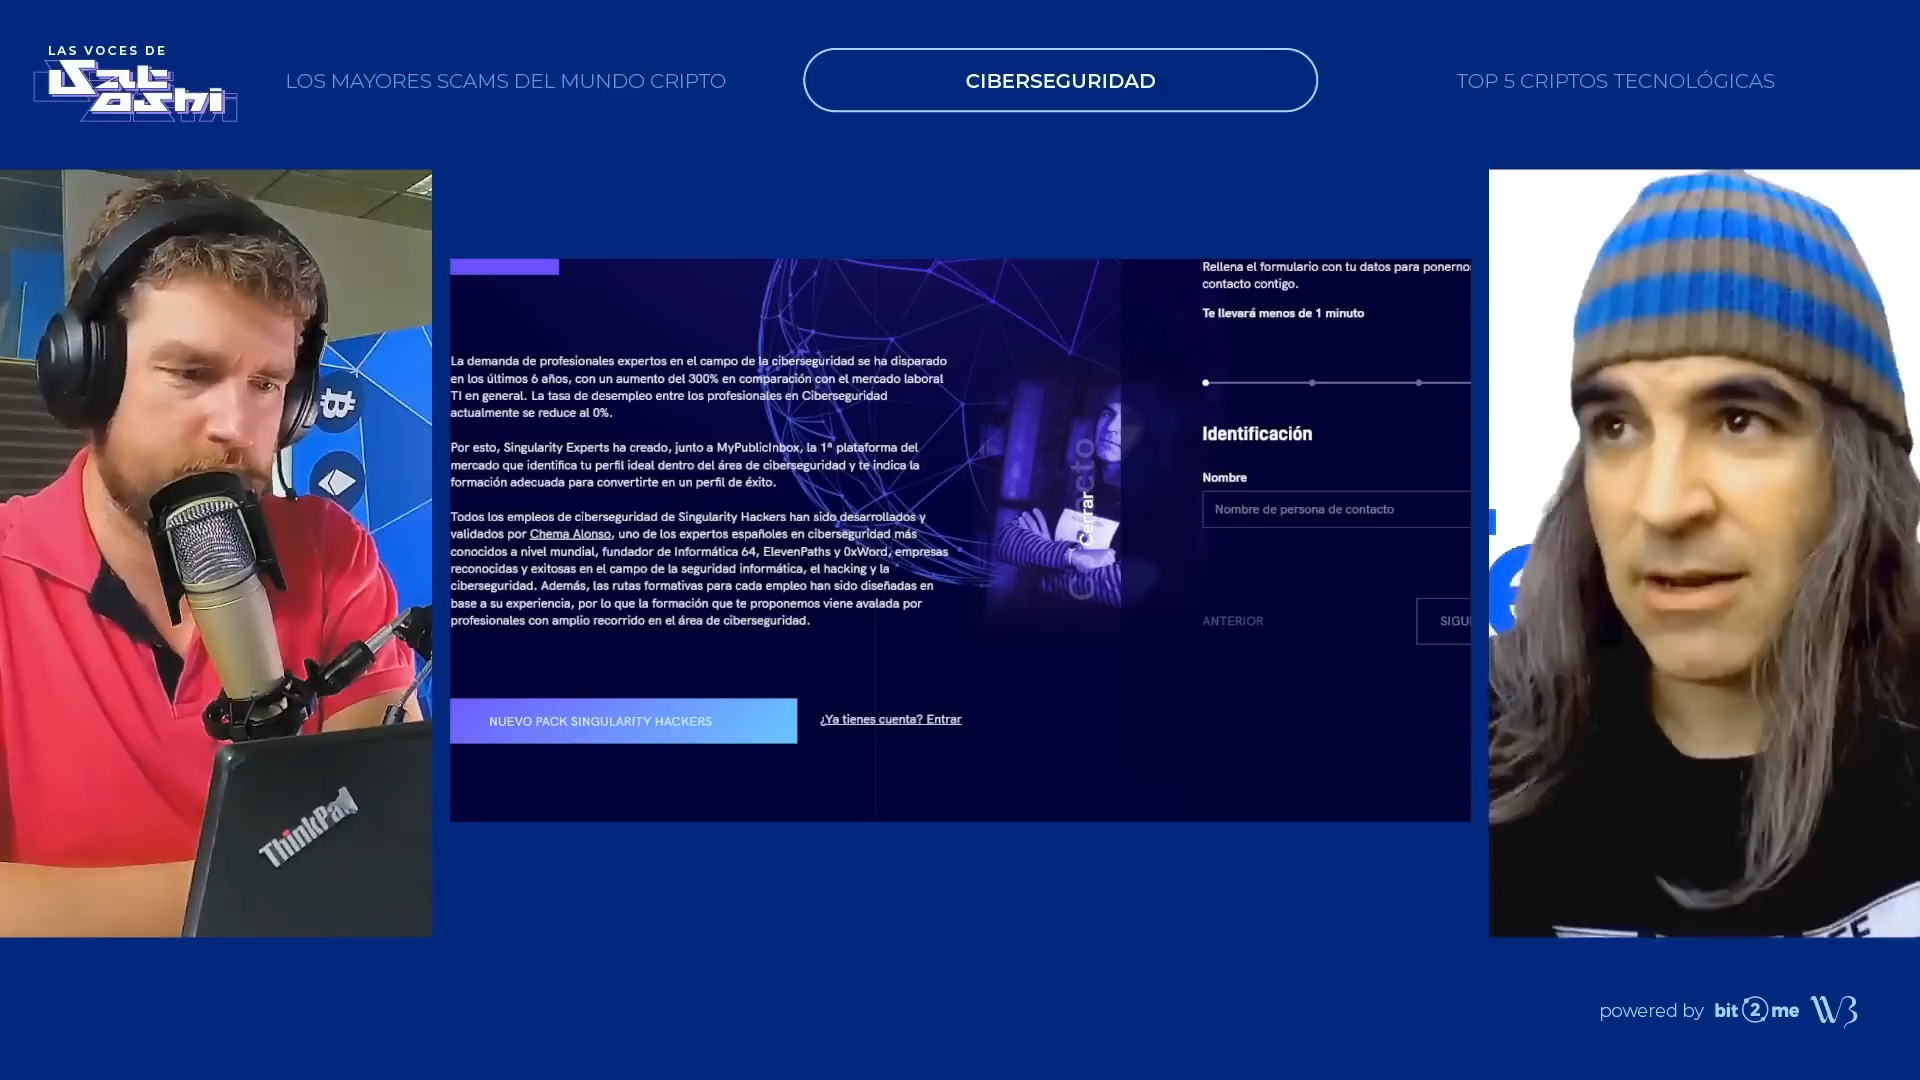 LAS VOCES DE
Satoshi
LOS MAYORES SCAMS DEL MUNDO CRIPTO
CIBERSEGURIDAD
TOP 5 CRIPTOS TECNOLÓGICAS
La demanda de profesionales expertos en el campo de la ciberseguridad se ha disparado
en los últimos 6 años, con un aumento del 300% en comparación con el mercado laboral
TI en general. La tasa de desempleo entre los profesionales en Ciberseguridad
actualmente se reduce al 0%.
Por esto, Singularity Experts ha creado, junto a MyPublicInbox, la 1ª plataforma del
mercado que identifica tu perfil ideal dentro del área de ciberseguridad y te indica la
formación adecuada para convertirte en un perfil de éxito.
Todos los empleos de ciberseguridad de Singularity Hackers han sido desarrollados y
validados por Chema Alonso, uno de los expertos españoles en ciberseguridad más
conocidos a nivel mundial, fundador de Informática 64, ElevenPaths y 0xWord, empresas
reconocidas y exitosas en el campo de la seguridad informática, el hacking y la
ciberseguridad. Además, las rutas formativas para cada empleo han sido diseñadas en
base a su experiencia, por lo que la formación que te proponemos viene avalada por
profesionales con amplio recorrido en el área de ciberseguridad.
NUEVO PACK SINGULARITY HACKERS
¿Ya tienes cuenta? Entrar
Cerrar
Rellena el formulario con tu datos para ponerno
contacto contigo.
Te llevará menos de 1 minuto
Identificación
Nombre
Nombre de persona de contacto
ANTERIOR
SIGU
ThinkPad
powered by bit2me W3